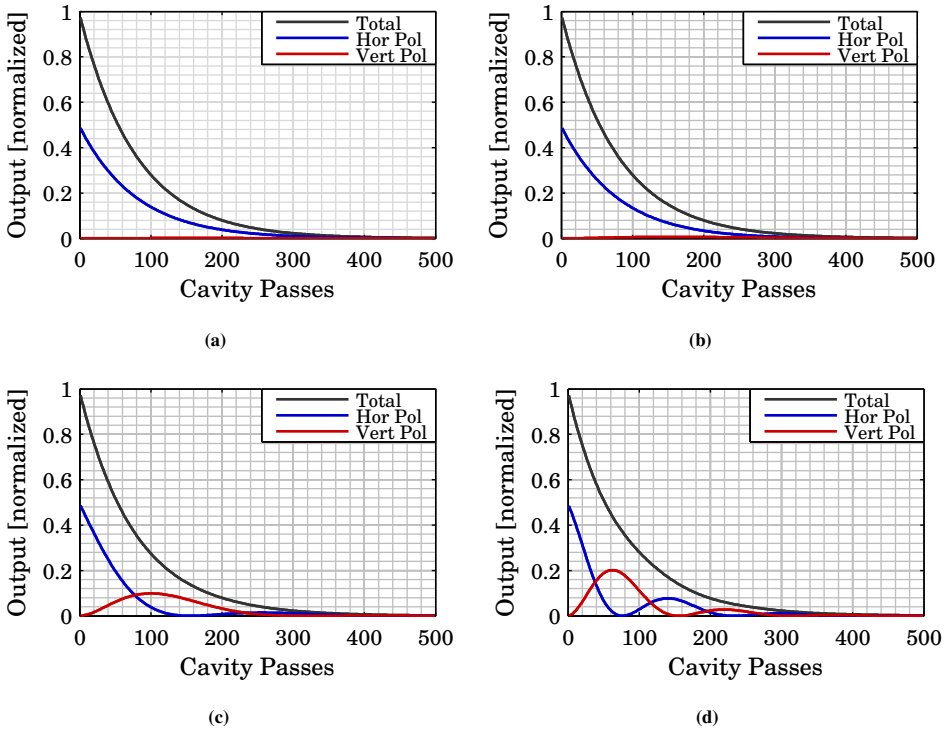 1
0.8
0.6
0.4
0.2
0
Output [normalized]
Total
Hor Pol
Vert Pol
0 100 200 300 400 500
Cavity Passes
(a)
1
0.8
0.6
0.4
0.2
0
Output [normalized]
Total
Hor Pol
Vert Pol
0 100 200 300 400 500
Cavity Passes
(b)
1
0.8
0.6
0.4
0.2
0
Output [normalized]
Total
Hor Pol
Vert Pol
0 100 200 300 400 500
Cavity Passes
(c)
1
0.8
0.6
0.4
0.2
0
Output [normalized]
Total
Hor Pol
Vert Pol
0 100 200 300 400 500
Cavity Passes
(d)